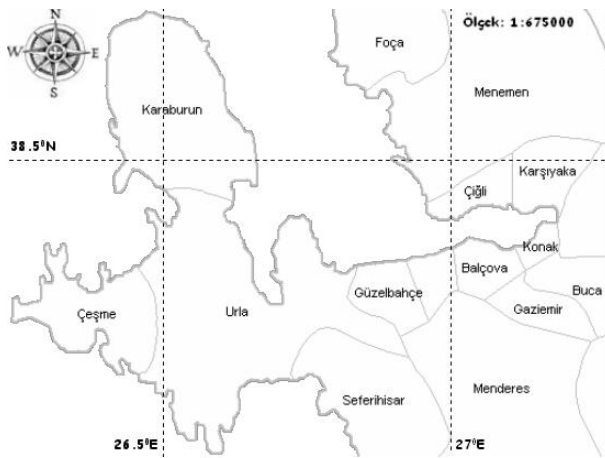 N
W E
S
Ölçek: 1:675000
Foça
Karaburun
Menemen
38.5⁰N
Karşıyaka
Çiğli
Konak
Balçova
Güzelbahçe
Buca
Gaziemir
Çeşme
Urla
Menderes
Seferihisar
26.5⁰E
27⁰E